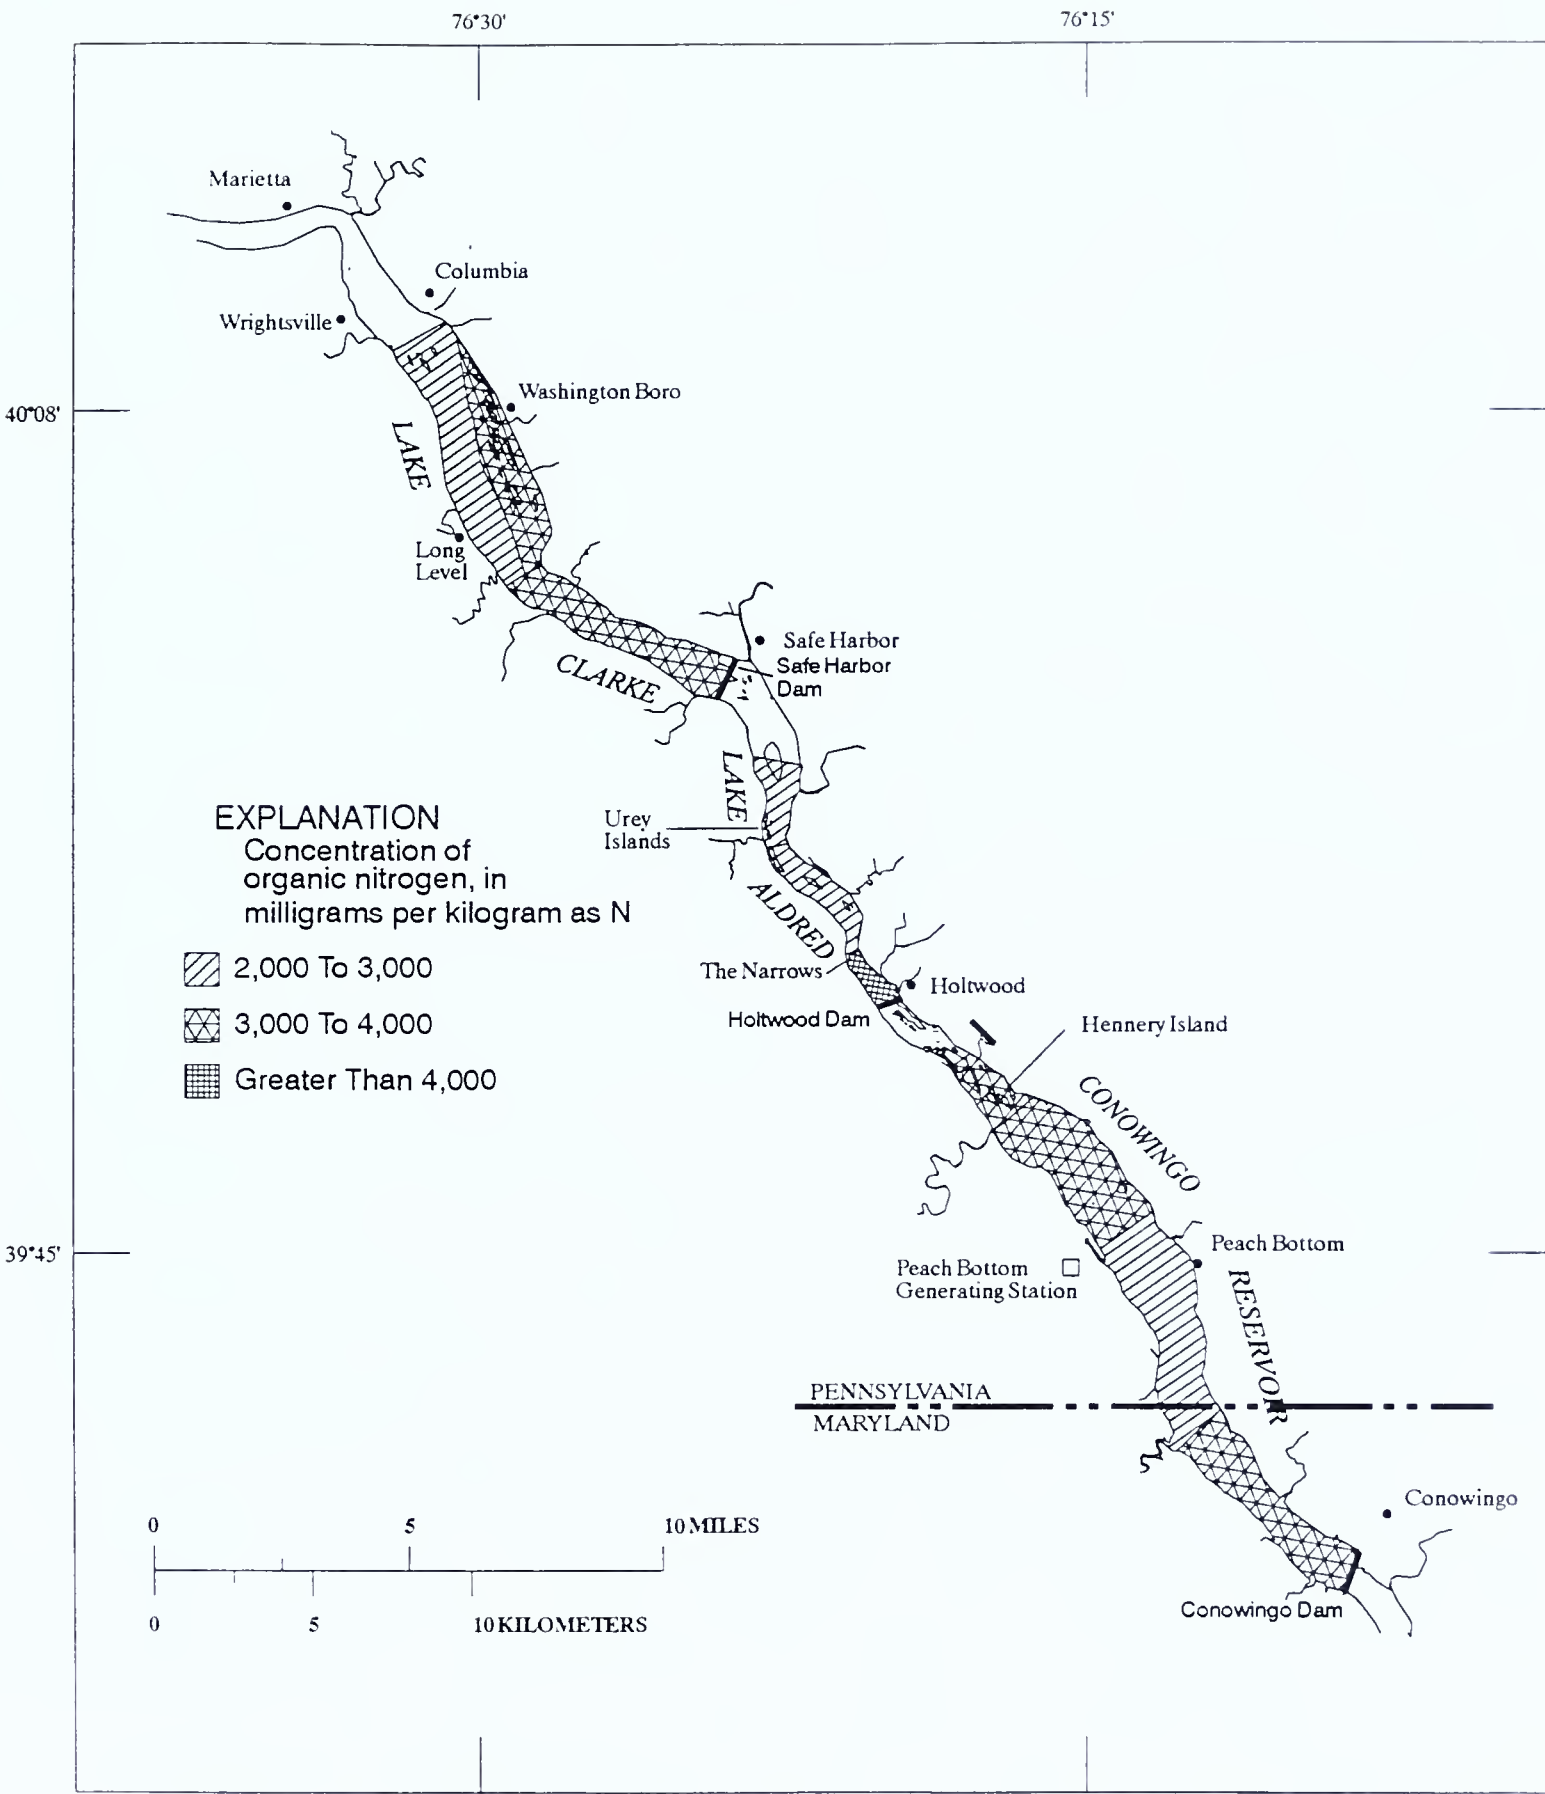 76°30'
76°15'
Marietta
Columbia
Wrightsville
Washington Boro
40°08'
LAKE
Long
Level
Safe Harbor
Safe Harbor
Dam
CLARKE
LAKE
Urey
Islands
EXPLANATION
Concentration of
organic nitrogen, in
milligrams per kilogram as N
2,000 To 3,000
3,000 To 4,000
Greater Than 4,000
ALDRED
The Narrows
Holtwood
Holtwood Dam
Hennery Island
CONOWINGO
39°45'
Peach Bottom
Peach Bottom
Generating Station
RESERVOIR
PENNSYLVANIA
MARYLAND
Conowingo
0 5 10 MILES
0 5 10 KILOMETERS
Conowingo Dam